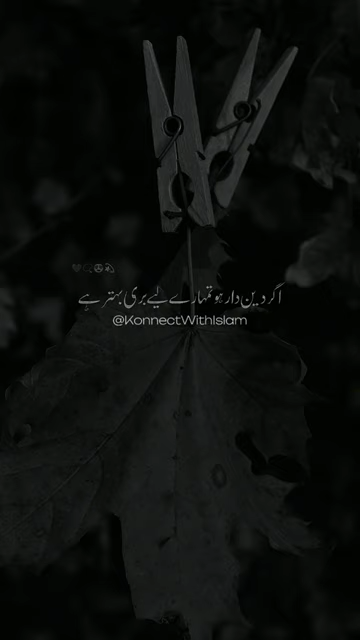 اگر دین دار ہو تمہارے لیے بری بہتر ہے
@KonnectWithIslam